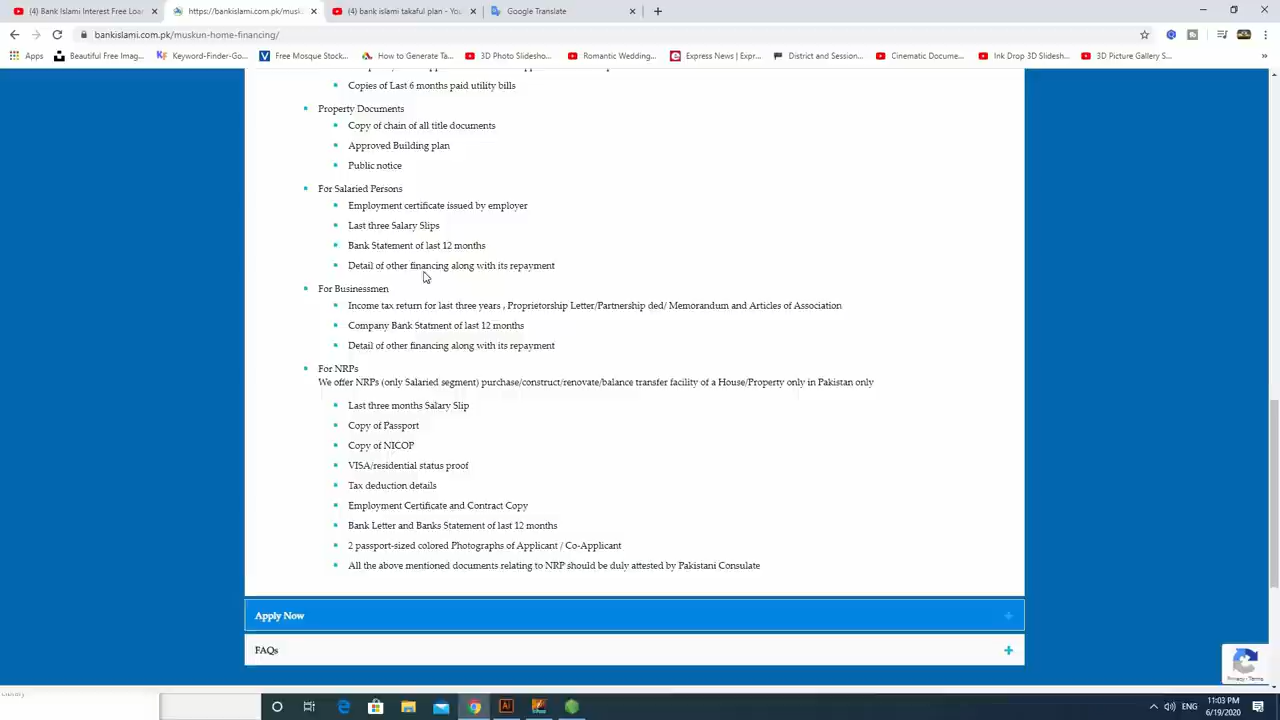 (4) Bank Islami Interest Free Loa
https://bankislami.com.pk/musk
(4) bank islami takaful plan - You
Google Translate
bankislami.com.pk/muskun-home-financing/
Apps
Beautiful Free Imag...
Keyword-Finder-Go...
Free Mosque Stock...
How to Generate Ta...
3D Photo Slidesho...
Romantic Wedding...
Express News | Expr...
District and Session...
Cinematic Docume...
Ink Drop 3D Slidesh...
3D Picture Gallery S...
Copies of Last 6 months paid utility bills
Property Documents
Copy of chain of all title documents
Approved Building plan
Public notice
For Salaried Persons
Employment certificate issued by employer
Last three Salary Slips
Bank Statement of last 12 months
Detail of other financing along with its repayment
For Businessmen
Income tax return for last three years , Proprietorship Letter/Partnership ded/ Memorandum and Articles of Association
Company Bank Statment of last 12 months
Detail of other financing along with its repayment
For NRPs
We offer NRPs (only Salaried segment) purchase/construct/renovate/balance transfer facility of a House/Property only in Pakistan only
Last three months Salary Slip
Copy of Passport
Copy of NICOP
VISA/residential status proof
Tax deduction details
Employment Certificate and Contract Copy
Bank Letter and Banks Statement of last 12 months
2 passport-sized colored Photographs of Applicant / Co-Applicant
All the above mentioned documents relating to NRP should be duly attested by Pakistani Consulate
Apply Now
FAQs
Privacy - Terms
Library
ENG
11:03 PM
6/19/2020